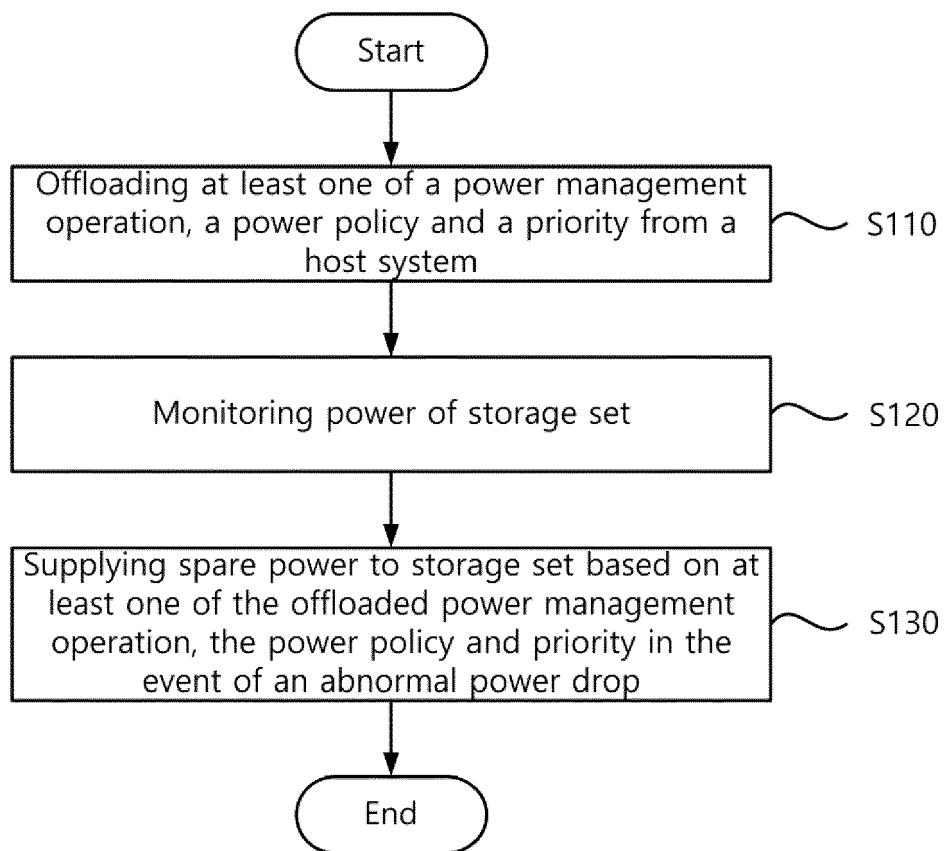 Start
Offloading at least one of a power management
operation, a power policy and a priority from a
host system
S110
Monitoring power of storage set
S120
Supplying spare power to storage set based on at
least one of the offloaded power management
operation, the power policy and priority in the
event of an abnormal power drop
S130
End